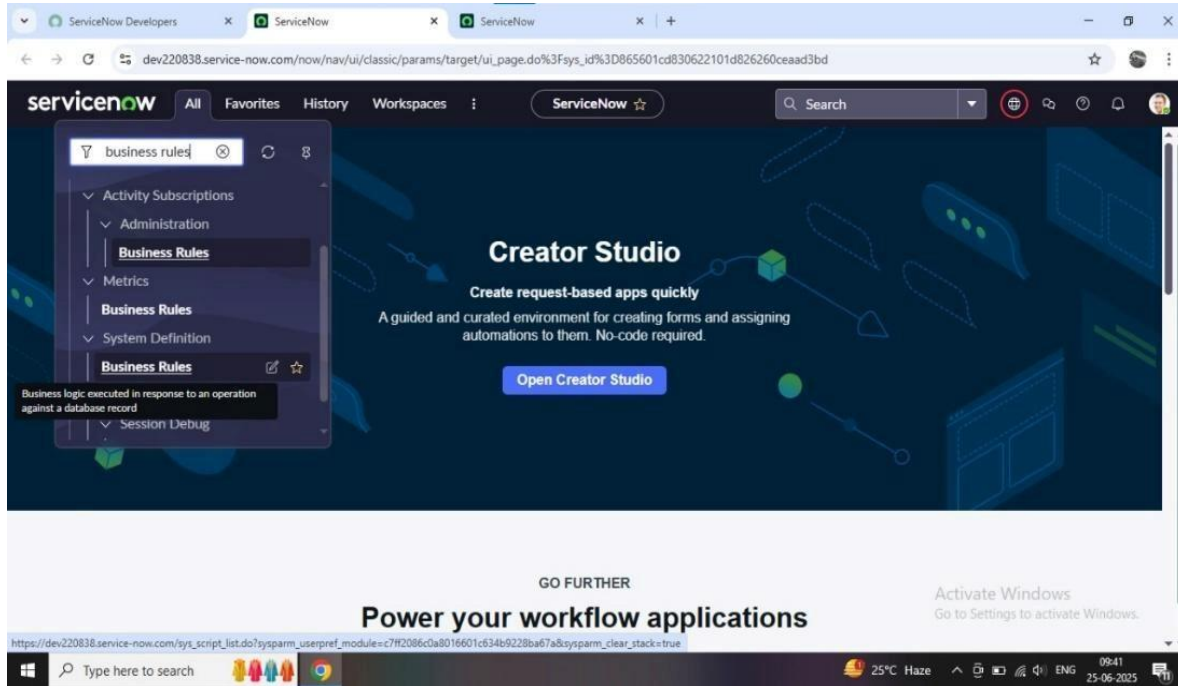 ServiceNow Developers
ServiceNow
ServiceNow
dev220838.service-now.com/now/nav/ui/classic/params/target/ui_page.do%3Fsys_id%3D865601cd830622101d826260ceaad3bd
servicenow All Favorites History Workspaces ServiceNow Search
business rules
Activity Subscriptions
Administration
Business Rules
Metrics
Business Rules
System Definition
Business Rules
Business logic executed in response to an operation
against a database record
Session Debug
Creator Studio
Create request-based apps quickly
A guided and curated environment for creating forms and assigning
automations to them. No-code required.
Open Creator Studio
GO FURTHER
Power your workflow applications
Activate Windows
Go to Settings to activate Windows.
https://dev220838.service-now.com/sys_script_list.do?sysparm_userpref_module=c7ff2086c0a8016601c634b9228ba67a&sysparm_clear_stack=true
Type here to search
25°C Haze
ENG
09:41
25-06-2025
11